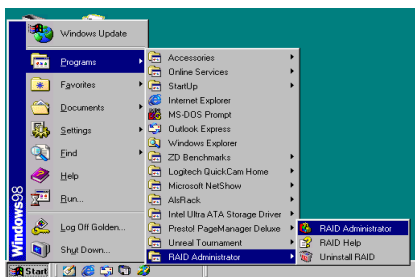 Windows Update
Programs
Favorites
Documents
Settings
Find
Help
Run...
Log Off Golden...
Shut Down...
Windows98
Start
Accessories
Online Services
StartUp
Internet Explorer
MS-DOS Prompt
Outlook Express
Windows Explorer
ZD Benchmarks
Logitech QuickCam Home
Microsoft NetShow
AlsRack
Intel Ultra ATA Storage Driver
Presto! PageManager Deluxe
Unreal Tournament
RAID Administrator
RAID Administrator
RAID Help
Uninstall RAID